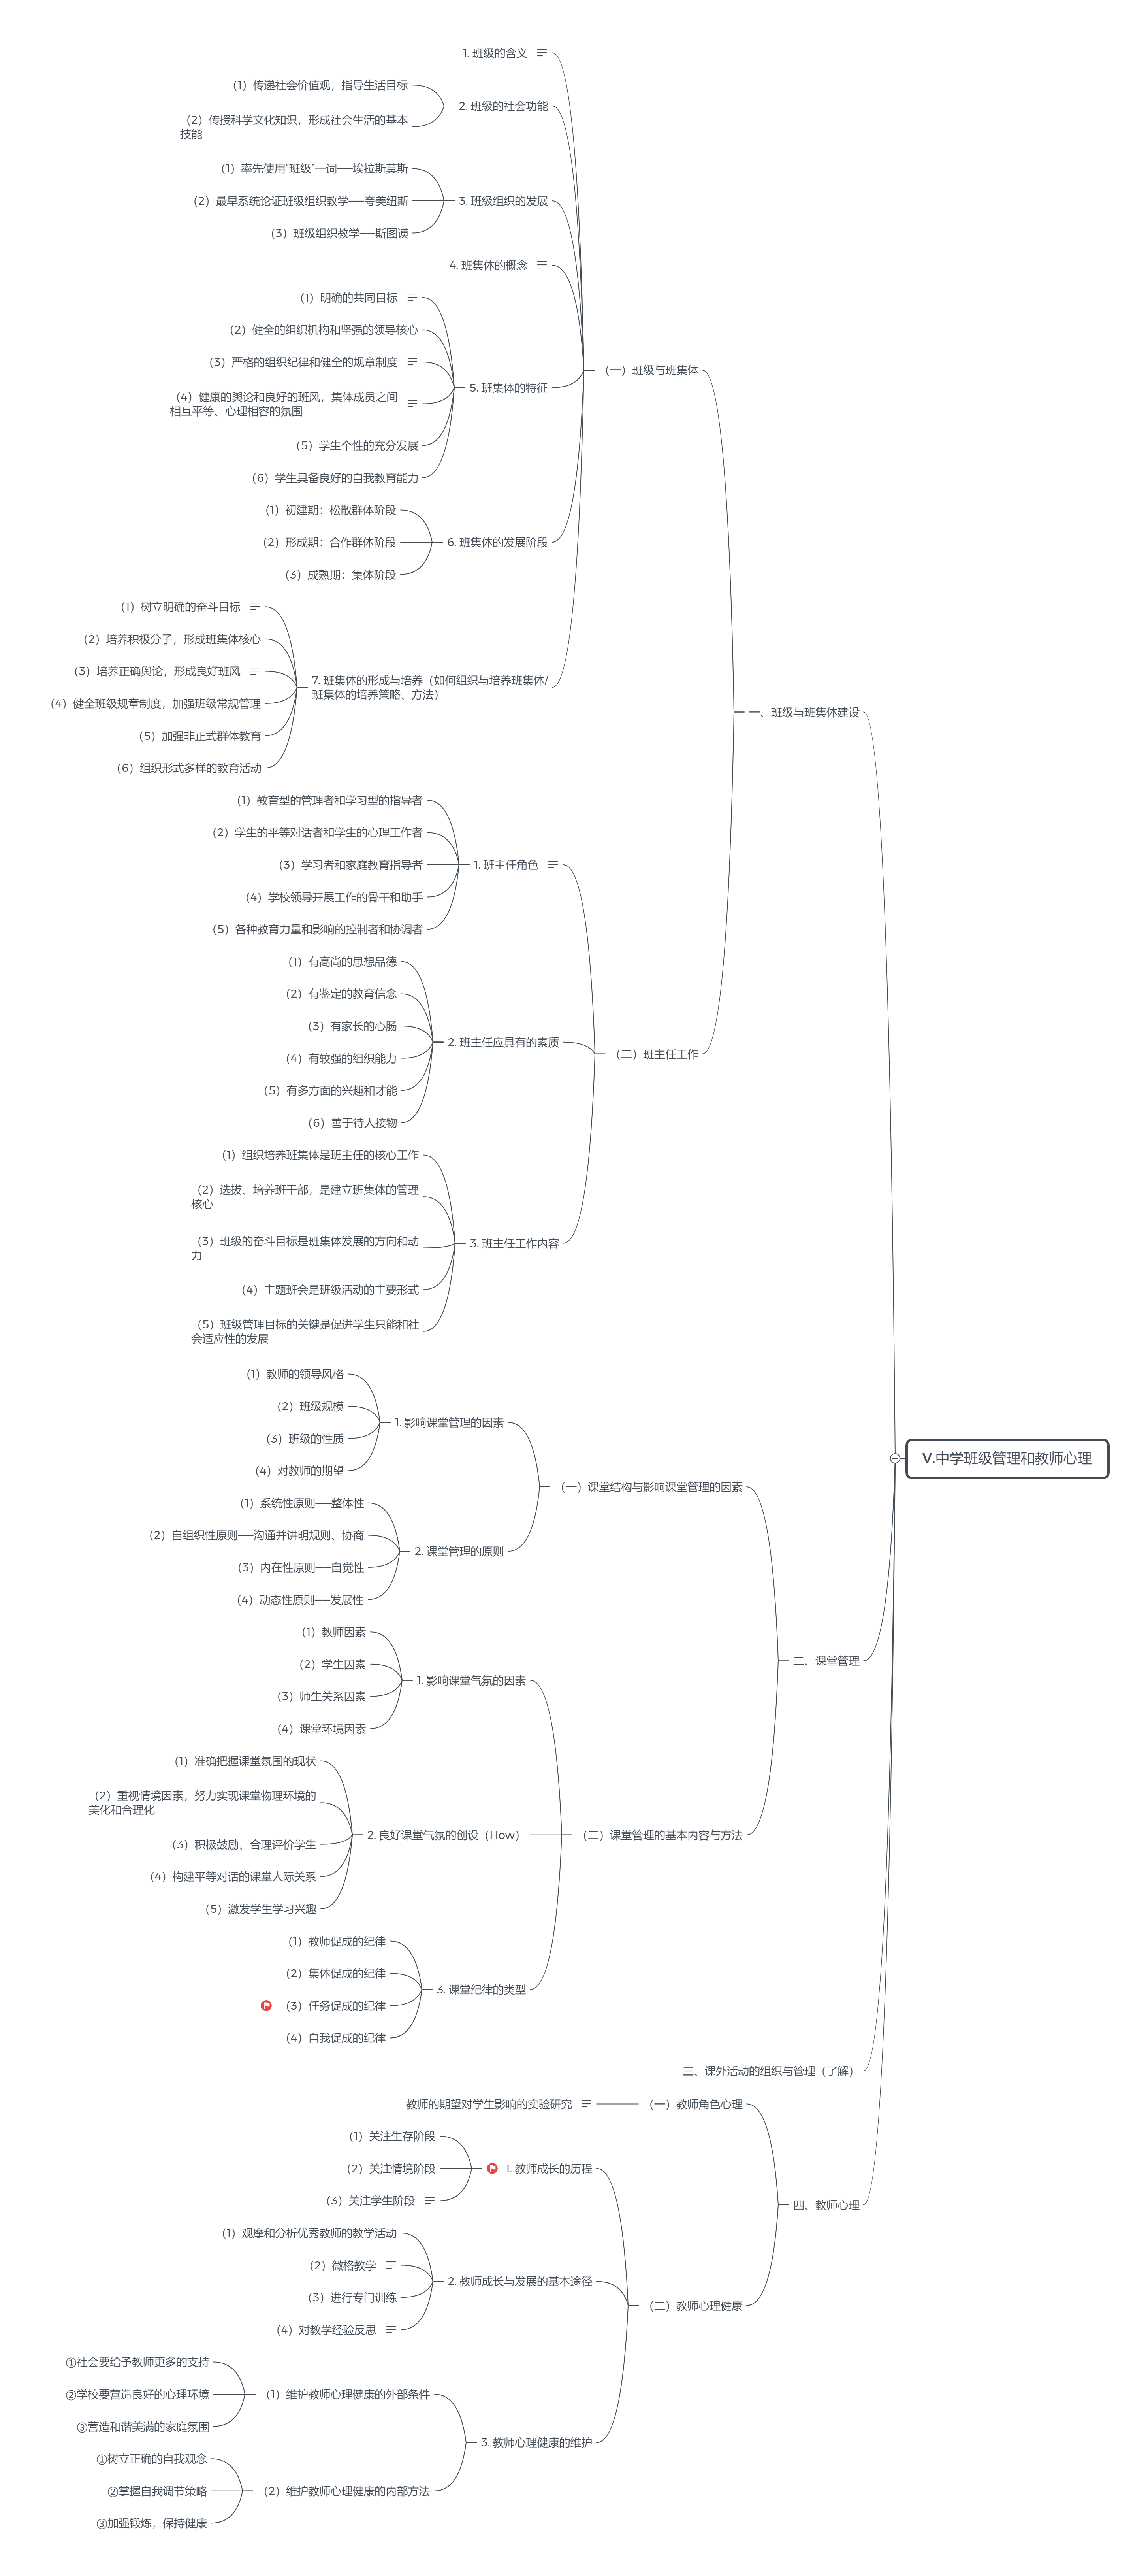 V.中学班级管理和教师心理
一、班级与班集体建设
（一）班级与班集体
1. 班级的含义
2. 班级的社会功能
（1）传递社会价值观，指导生活目标
（2）传授科学文化知识，形成社会生活的基本
技能
3. 班级组织的发展
（1）率先使用“班级”一词——埃拉斯莫斯
（2）最早系统论证班级组织教学——夸美纽斯
（3）班级组织教学——斯图谟
4. 班集体的概念
5. 班集体的特征
（1）明确的共同目标
（2）健全的组织机构和坚强的领导核心
（3）严格的组织纪律和健全的规章制度
（4）健康的舆论和良好的班风，集体成员之间
相互平等、心理相容的氛围
（5）学生个性的充分发展
（6）学生具备良好的自我教育能力
6. 班集体的发展阶段
（1）初建期：松散群体阶段
（2）形成期：合作群体阶段
（3）成熟期：集体阶段
7. 班集体的形成与培养（如何组织与培养班集体/
班集体的培养策略、方法）
（1）树立明确的奋斗目标
（2）培养积极分子，形成班集体核心
（3）培养正确舆论，形成良好班风
（4）健全班级规章制度，加强班级常规管理
（5）加强非正式群体教育
（6）组织形式多样的教育活动
（二）班主任工作
1. 班主任角色
（1）教育型的管理者和学习型的指导者
（2）学生的平等对话者和学生的心理工作者
（3）学习者和家庭教育指导者
（4）学校领导开展工作的骨干和助手
（5）各种教育力量和影响的控制者和协调者
2. 班主任应具有的素质
（1）有高尚的思想品德
（2）有鉴定的教育信念
（3）有家长的心肠
（4）有较强的组织能力
（5）有多方面的兴趣和才能
（6）善于待人接物
3. 班主任工作内容
（1）组织培养班集体是班主任的核心工作
（2）选拔、培养班干部，是建立班集体的管理
核心
（3）班级的奋斗目标是班集体发展的方向和动
力
（4）主题班会是班级活动的主要形式
（5）班级管理目标的关键是促进学生只能和社
会适应性的发展
二、课堂管理
（一）课堂结构与影响课堂管理的因素
1. 影响课堂管理的因素
（1）教师的领导风格
（2）班级规模
（3）班级的性质
（4）对教师的期望
2. 课堂管理的原则
（1）系统性原则——整体性
（2）自组织性原则——沟通并讲明规则、协商
（3）内在性原则——自觉性
（4）动态性原则——发展性
（二）课堂管理的基本内容与方法
1. 影响课堂气氛的因素
（1）教师因素
（2）学生因素
（3）师生关系因素
（4）课堂环境因素
2. 良好课堂气氛的创设（How）
（1）准确把握课堂氛围的现状
（2）重视情境因素，努力实现课堂物理环境的
美化和合理化
（3）积极鼓励、合理评价学生
（4）构建平等对话的课堂人际关系
（5）激发学生学习兴趣
3. 课堂纪律的类型
（1）教师促成的纪律
（2）集体促成的纪律
（3）任务促成的纪律
（4）自我促成的纪律
三、课外活动的组织与管理（了解）
四、教师心理
（一）教师角色心理
教师的期望对学生影响的实验研究
（二）教师心理健康
1. 教师成长的历程
（1）关注生存阶段
（2）关注情境阶段
（3）关注学生阶段
2. 教师成长与发展的基本途径
（1）观摩和分析优秀教师的教学活动
（2）微格教学
（3）进行专门训练
（4）对教学经验反思
3. 教师心理健康的维护
（1）维护教师心理健康的外部条件
①社会要给予教师更多的支持
②学校要营造良好的心理环境
③营造和谐美满的家庭氛围
（2）维护教师心理健康的内部方法
①树立正确的自我观念
②掌握自我调节策略
③加强锻炼，保持健康